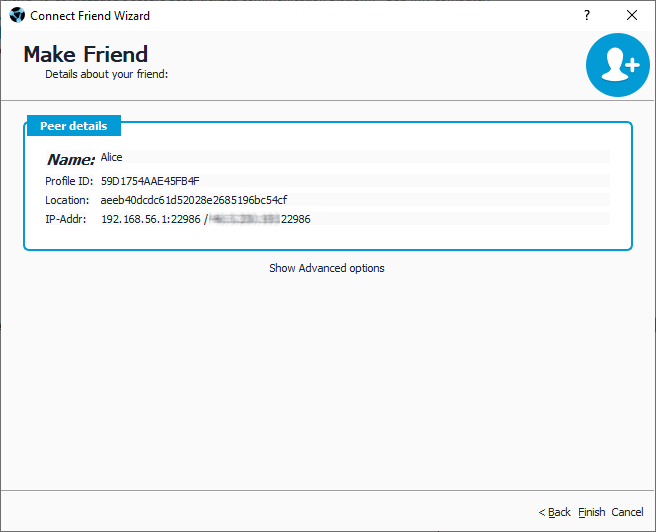 Connect Friend Wizard
?
Make Friend
Details about your friend:
Peer details
Name: Alice
Profile ID: 59D1754AAE45FB4F
Location: aeeb40dcdc61d52028e2685196bc54cf
IP-Addr: 192.168.56.1:22986 / 22986
Show Advanced options
< Back Finish Cancel